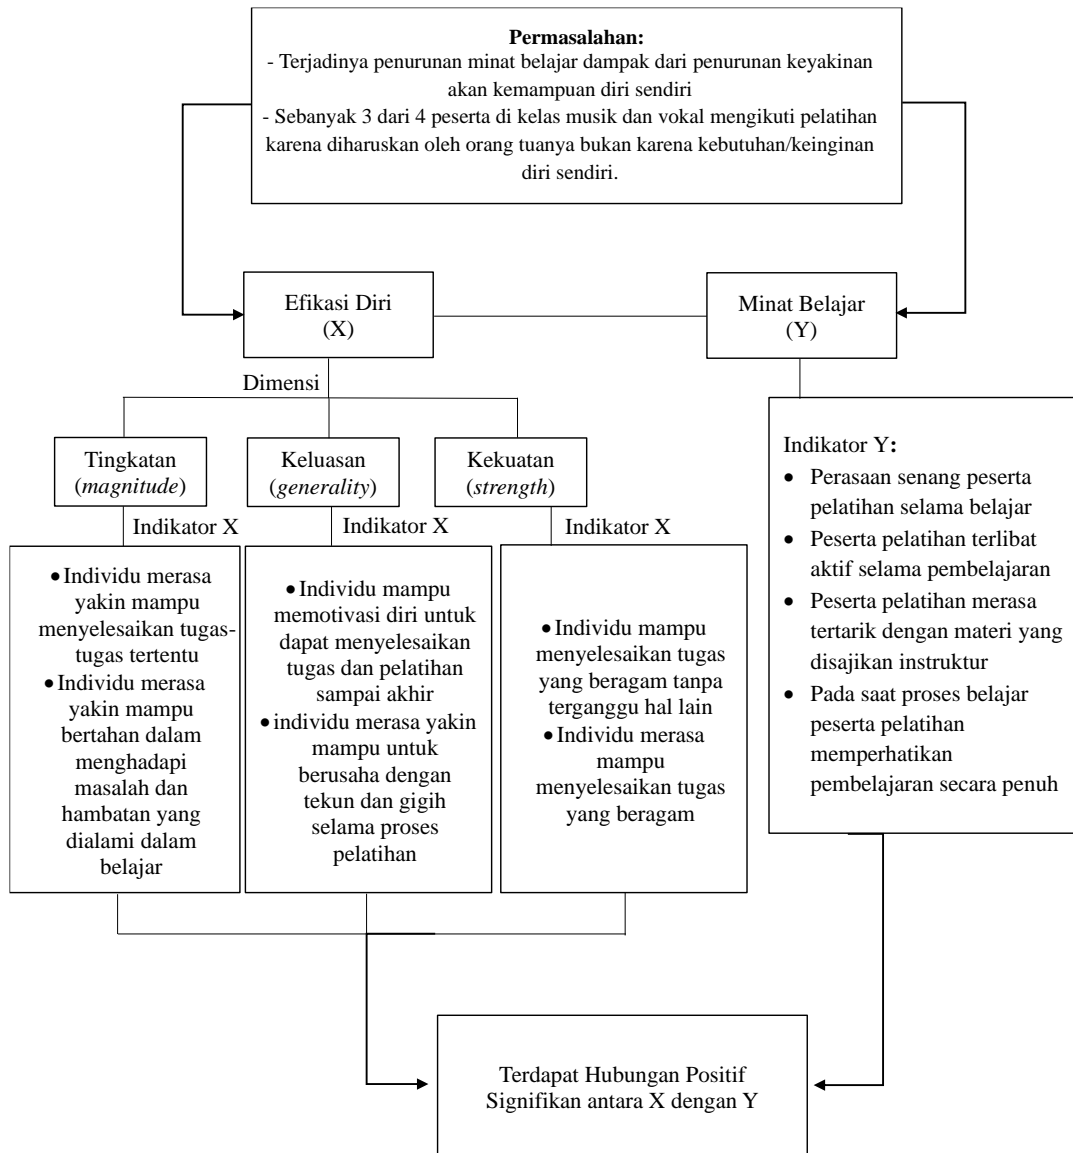 Permasalahan:
- Terjadinya penurunan minat belajar dampak dari penurunan keyakinan
akan kemampuan diri sendiri
- Sebanyak 3 dari 4 peserta di kelas musik dan vokal mengikuti pelatihan
karena diharuskan oleh orang tuanya bukan karena kebutuhan/keinginan
diri sendiri.
Efikasi Diri
(X)
Minat Belajar
(Y)
Dimensi
Tingkatan
(magnitude)
Keluasan
(generality)
Kekuatan
(strength)
Indikator X
Indikator X
Indikator X
• Individu merasa
yakin mampu
menyelesaikan tugas-
tugas tertentu
• Individu merasa
yakin mampu
bertahan dalam
menghadapi
masalah dan
hambatan yang
dialami dalam
belajar
• Individu mampu
memotivasi diri untuk
dapat menyelesaikan
tugas dan pelatihan
sampai akhir
• individu merasa yakin
mampu untuk
berusaha dengan
tekun dan gigih
selama proses
pelatihan
• Individu mampu
menyelesaikan tugas
yang beragam tanpa
terganggu hal lain
• Individu merasa
mampu
menyelesaikan tugas
yang beragam
Indikator Y:
• Perasaan senang peserta
pelatihan selama belajar
• Peserta pelatihan terlibat
aktif selama pembelajaran
• Peserta pelatihan merasa
tertarik dengan materi yang
disajikan instruktur
• Pada saat proses belajar
peserta pelatihan
memperhatikan
pembelajaran secara penuh
Terdapat Hubungan Positif
Signifikan antara X dengan Y